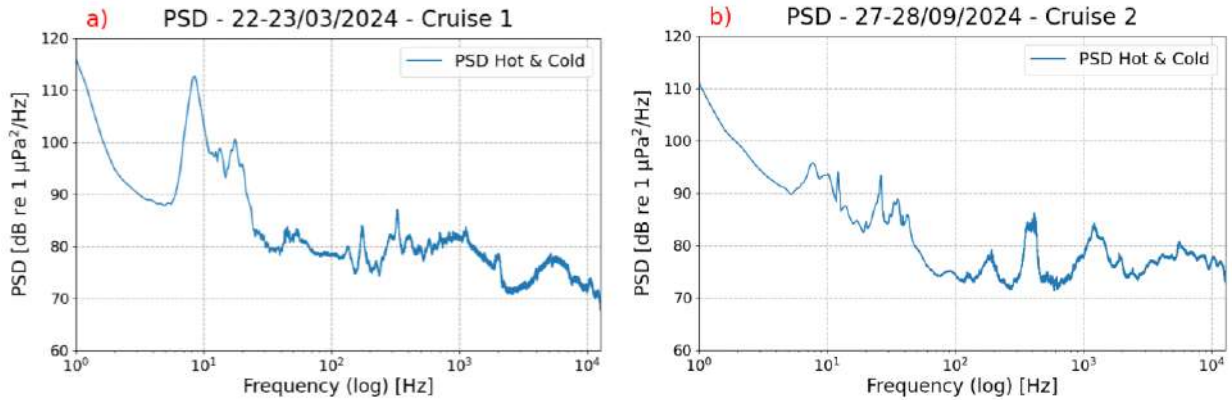 a) PSD - 22-23/03/2024 - Cruise 1
PSD Hot & Cold
PSD [dB re 1 μPa²/Hz]
120
110
100
90
80
70
60
10⁰ 10¹ 10² 10³ 10⁴
Frequency (log) [Hz]
b) PSD - 27-28/09/2024 - Cruise 2
PSD Hot & Cold
PSD [dB re 1 μPa²/Hz]
120
110
100
90
80
70
60
10⁰ 10¹ 10² 10³ 10⁴
Frequency (log) [Hz]